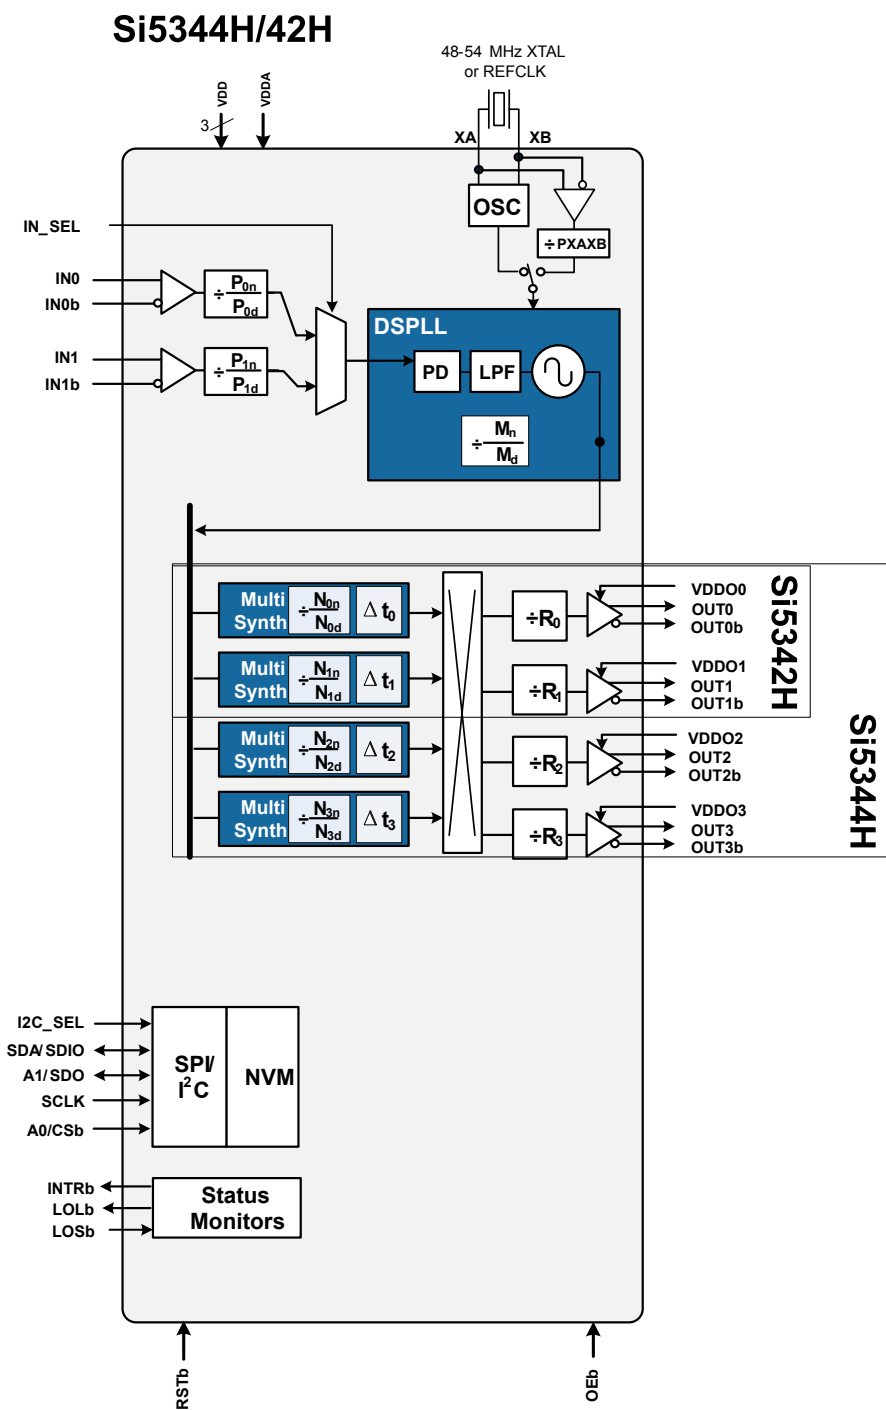 Si5344H/42H
48-54 MHz XTAL
or REFCLK
VDD
VDDA
3
XA
XB
OSC
÷PXAXB
IN_SEL
IN0
IN0b
÷ P0n
P0d
IN1
IN1b
÷ P1n
P1d
DSPLL
PD
LPF
÷ Mn
Md
Multi
Synth
÷ N0n
N0d
Δ t0
÷R0
VDDO0
OUT0
OUT0b
Multi
Synth
÷ N1n
N1d
Δ t1
÷R1
VDDO1
OUT1
OUT1b
Si5342H
Multi
Synth
÷ N2n
N2d
Δ t2
÷R2
VDDO2
OUT2
OUT2b
Multi
Synth
÷ N3n
N3d
Δ t3
÷R3
VDDO3
OUT3
OUT3b
Si5344H
I2C_SEL
SDA/SDIO
A1/SDO
SCLK
A0/CSb
SPI/
I²C
NVM
INTRb
LOLb
LOSb
Status
Monitors
RSTb
OEb